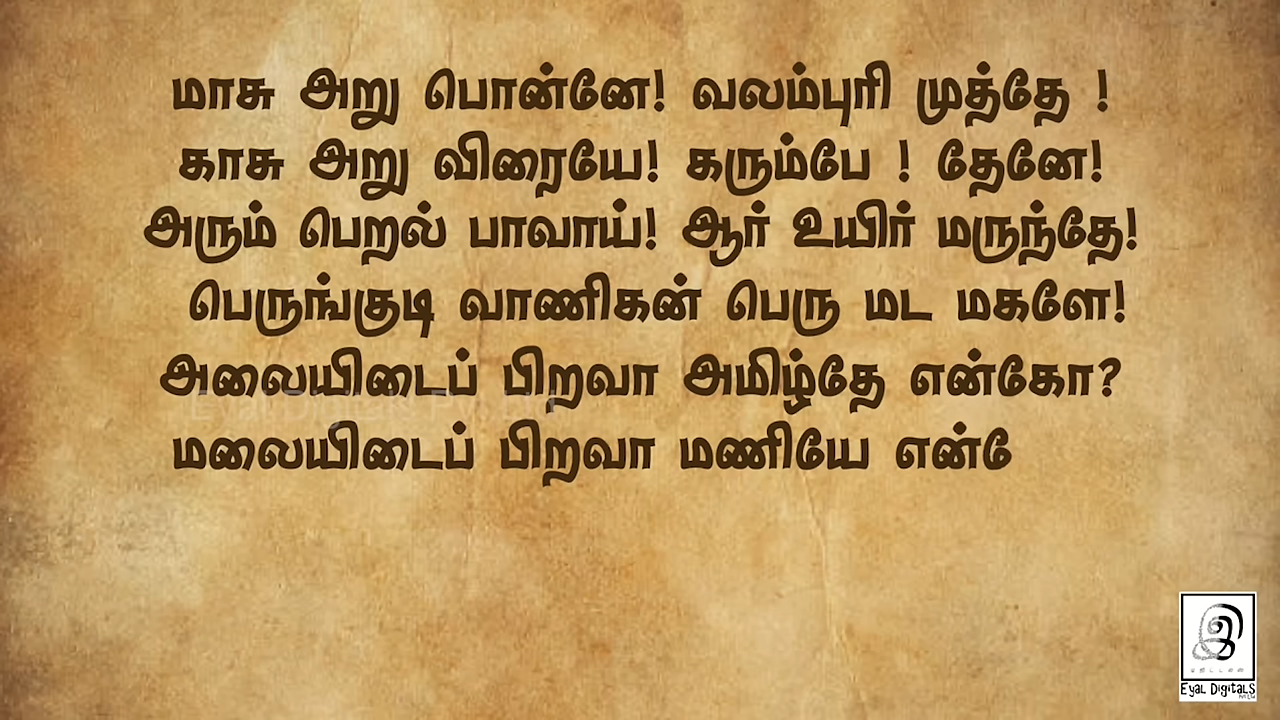 மாசு அறு பொன்னே! வலம்புரி முத்தே !
காசு அறு விரையே! கரும்பே ! தேனே!
அரும் பெறல் பாவாய்! ஆர் உயிர் மருந்தே!
பெருங்குடி வாணிகன் பெரு மட மகளே!
அலையிடைப் பிறவா அமிழ்தே என்கோ?
மலையிடைப் பிறவா மணியே என்
Eyal Digitals